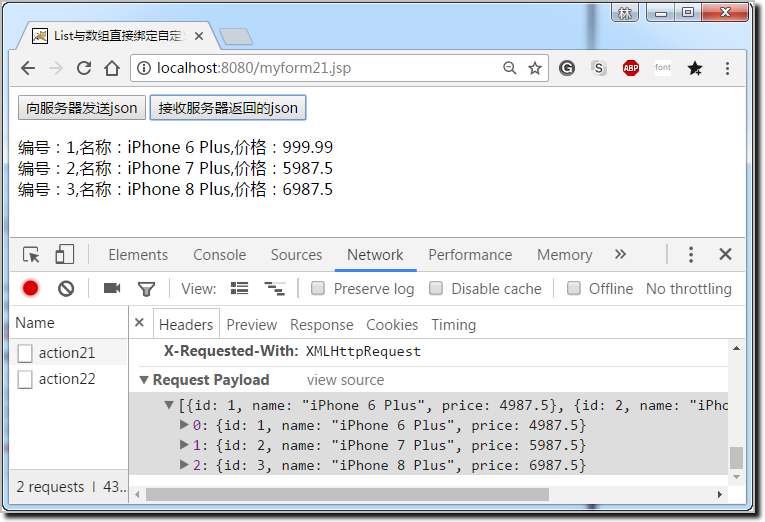 林
List与数组直接绑定自定
localhost:8080/myform21.jsp
ABP
font
向服务器发送json 接收服务器返回的json
编号：1,名称：iPhone 6 Plus,价格：999.99
编号：2,名称：iPhone 7 Plus,价格：5987.5
编号：3,名称：iPhone 8 Plus,价格：6987.5
Elements Console Sources Network Performance Memory
View: Preserve log Disable cache Offline No throttling
Name Headers Preview Response Cookies Timing
action21
action22
X-Requested-With: XMLHttpRequest
Request Payload view source
[{id: 1, name: "iPhone 6 Plus", price: 4987.5}, {id: 2, name: "iPho
0: {id: 1, name: "iPhone 6 Plus", price: 4987.5}
1: {id: 2, name: "iPhone 7 Plus", price: 5987.5}
2: {id: 3, name: "iPhone 8 Plus", price: 6987.5}
2 requests 43...